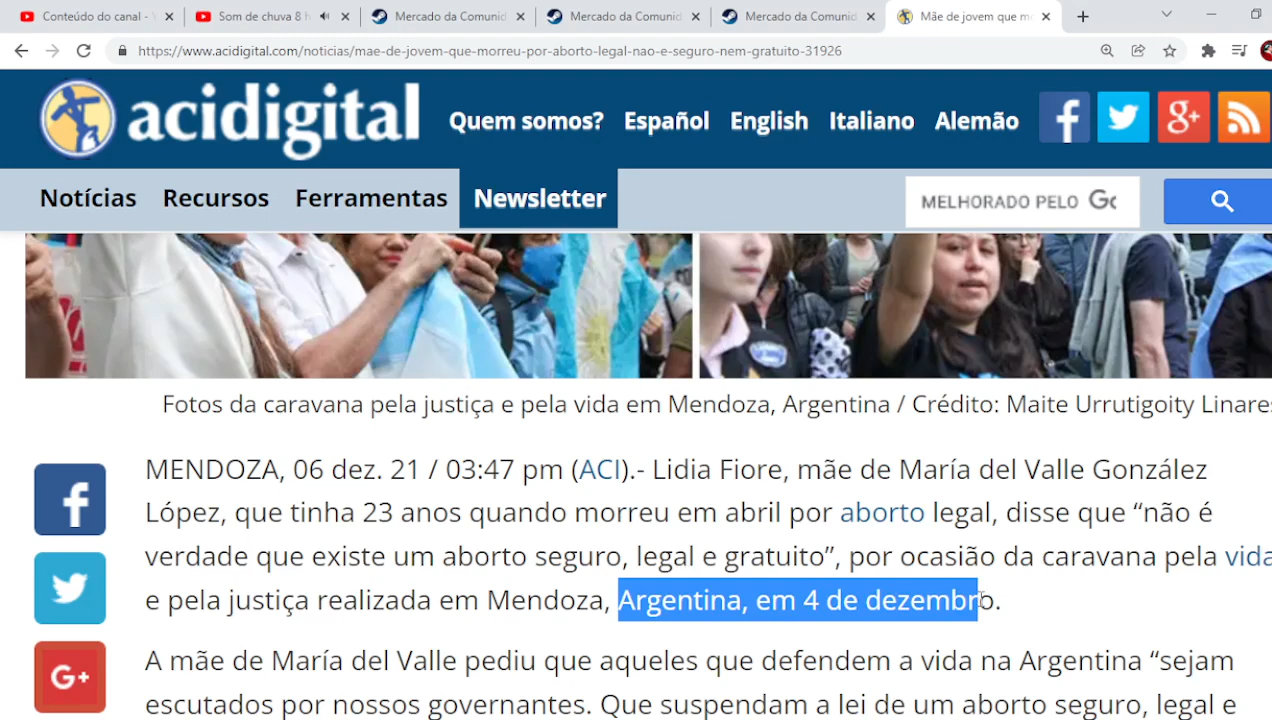 Conteúdo do canal -
Som de chuva 8 h
Mercado da Comunid
Mercado da Comunid
Mercado da Comunid
Mãe de jovem que m
https://www.acidigital.com/noticias/mae-de-jovem-que-morreu-por-aborto-legal-nao-e-seguro-nem-gratuito-31926
acidigital
Quem somos? Español English Italiano Alemão
Notícias Recursos Ferramentas Newsletter
MELHORADO PELO
Fotos da caravana pela justiça e pela vida em Mendoza, Argentina / Crédito: Maite Urrutigoity Linares
MENDOZA, 06 dez. 21 / 03:47 pm (ACI).- Lidia Fiore, mãe de María del Valle González
López, que tinha 23 anos quando morreu em abril por aborto legal, disse que “não é
verdade que existe um aborto seguro, legal e gratuito”, por ocasião da caravana pela vida
e pela justiça realizada em Mendoza, Argentina, em 4 de dezembro.
A mãe de María del Valle pediu que aqueles que defendem a vida na Argentina “sejam
escutados por nossos governantes. Que suspendam a lei de um aborto seguro, legal e